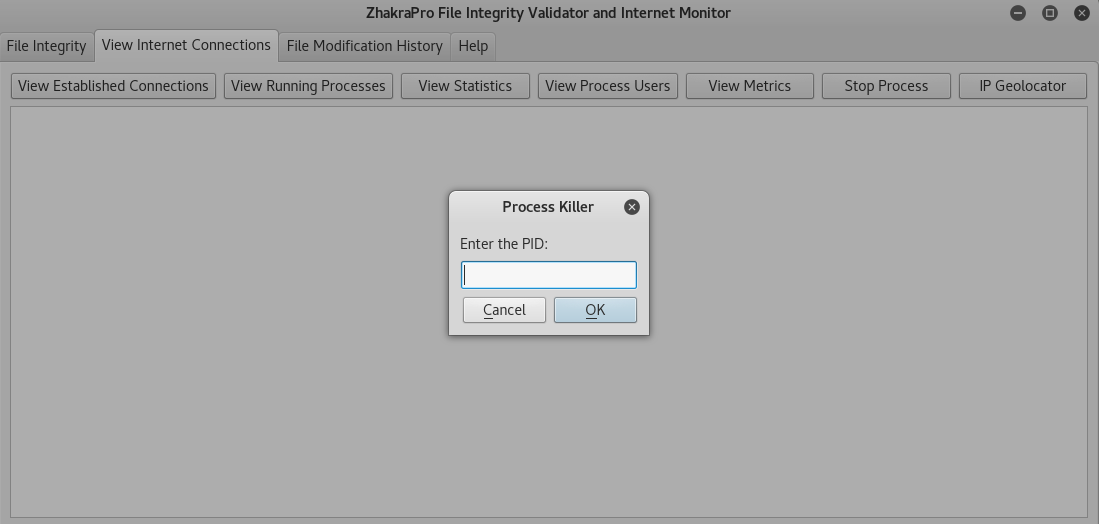 ZhakraPro File Integrity Validator and Internet Monitor
File Integrity View Internet Connections File Modification History Help
View Established Connections View Running Processes View Statistics View Process Users View Metrics Stop Process IP Geolocator
Process Killer
Enter the PID:
Cancel OK